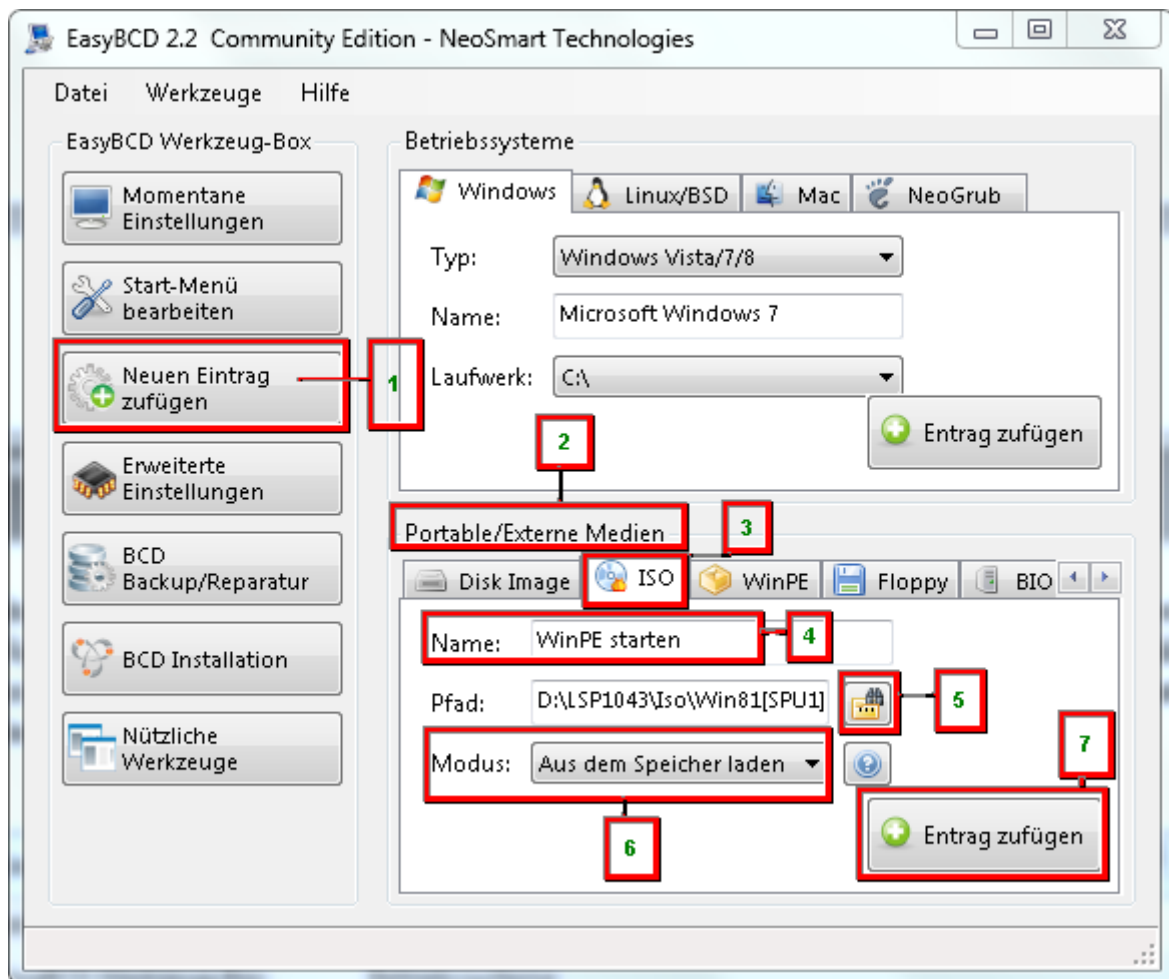 EasyBCD 2.2 Community Edition - NeoSmart Technologies
Datei Werkzeuge Hilfe
EasyBCD Werkzeug-Box
Momentane
Einstellungen
Start-Menü
bearbeiten
Neuen Eintrag
zufügen
1
Erweiterte
Einstellungen
BCD
Backup/Reparatur
BCD Installation
Nützliche
Werkzeuge
Betriebssysteme
Windows Linux/BSD Mac NeoGrub
Typ: Windows Vista/7/8
Name: Microsoft Windows 7
Laufwerk: C:\
Entrag zufügen
2
Portable/Externe Medien
3
Disk Image ISO WinPE Floppy BIO
Name: WinPE starten
4
Pfad: D:\LSP1043\Iso\Win81[SPU1]
5
Modus: Aus dem Speicher laden
6
7
Entrag zufügen